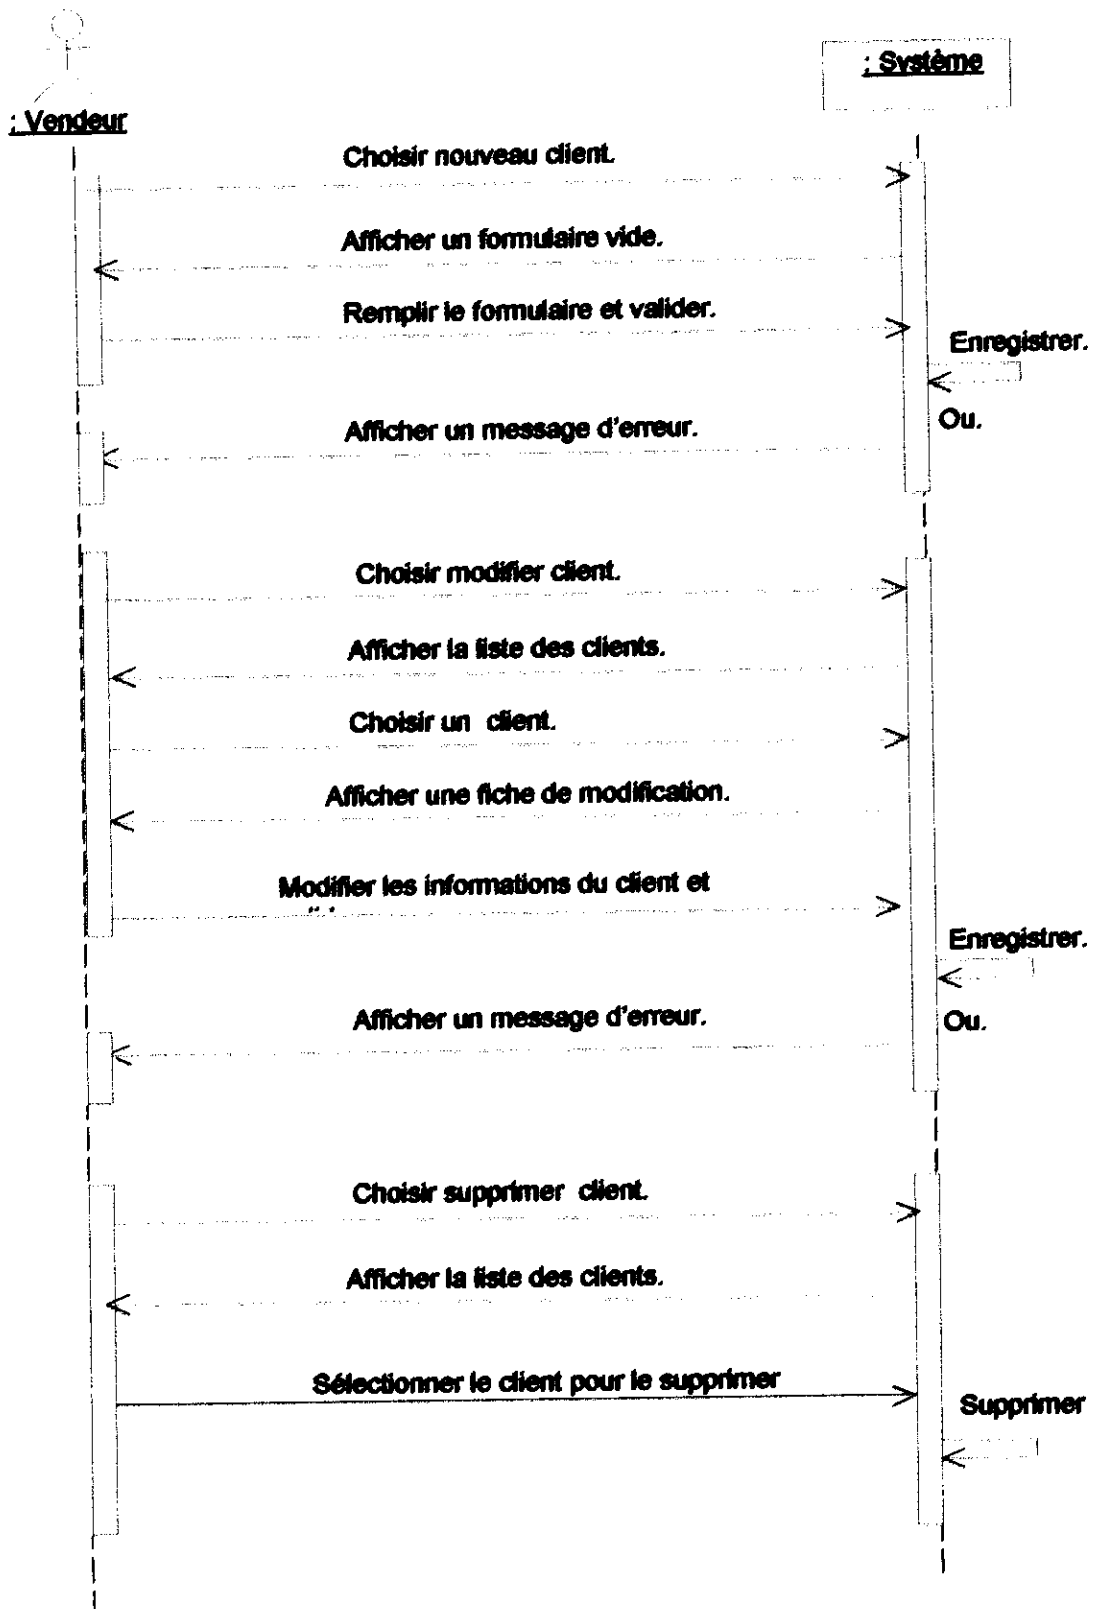 : Système
: Vendeur
Choisir nouveau client.
Afficher un formulaire vide.
Remplir le formulaire et valider.
Enregistrer.
Ou.
Afficher un message d'erreur.
Choisir modifier client.
Afficher la liste des clients.
Choisir un client.
Afficher une fiche de modification.
Modifier les informations du client et
Enregistrer.
Afficher un message d'erreur.
Ou.
Choisir supprimer client.
Afficher la liste des clients.
Sélectionner le client pour le supprimer
Supprimer